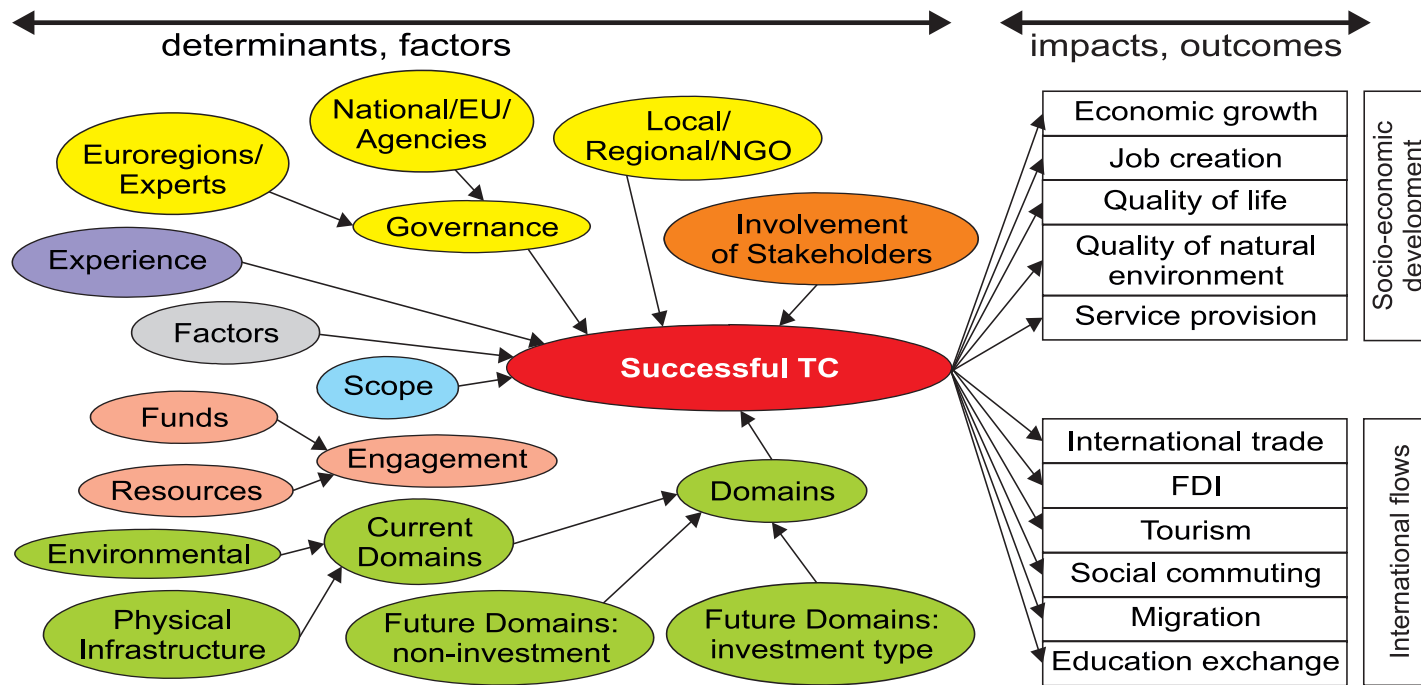 determinants, factors
impacts, outcomes
National/EU/
Agencies
Local/
Regional/NGO
Euroregions/
Experts
Governance
Involvement
of Stakeholders
Experience
Factors
Scope
Successful TC
Funds
Engagement
Resources
Domains
Current
Domains
Environmental
Physical
Infrastructure
Future Domains:
non-investment
Future Domains:
investment type
Economic growth
Job creation
Quality of life
Quality of natural
environment
Service provision
Socio-economic
development
International trade
FDI
Tourism
Social commuting
Migration
Education exchange
International flows